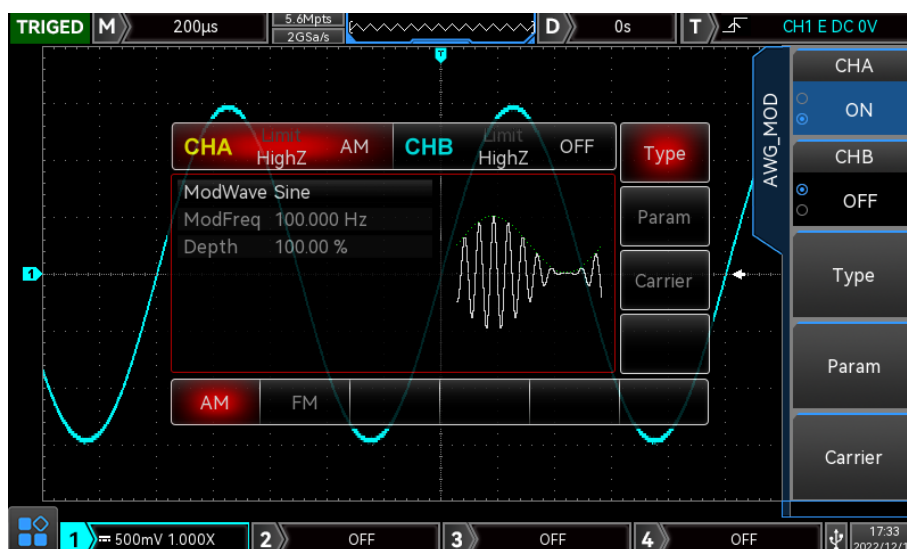 TRIGED M 200μs 5.6Mpts D 0s T CH1 E DC 0V
2GSa/s
T
CHA
ON
CHB
OFF
Type
Param
Carrier
AWG_MOD
CHA Limit HighZ AM CHB Limit HighZ OFF
Type
Param
Carrier
ModWave Sine
ModFreq 100.000 Hz
Depth 100.00 %
AM FM
1
1 500mV 1.000X 2 OFF 3 OFF 4 OFF
17:33